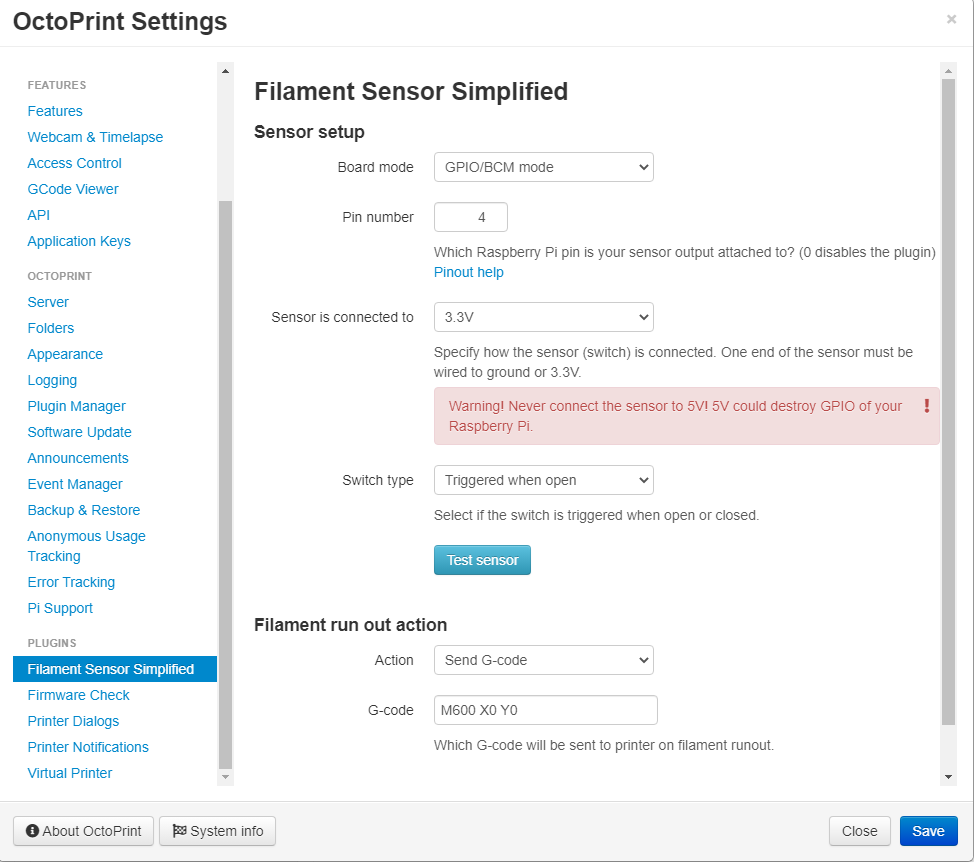 OctoPrint Settings
×
FEATURES
Features
Webcam & Timelapse
Access Control
GCode Viewer
API
Application Keys
OCTOPRINT
Server
Folders
Appearance
Logging
Plugin Manager
Software Update
Announcements
Event Manager
Backup & Restore
Anonymous Usage
Tracking
Error Tracking
Pi Support
PLUGINS
Filament Sensor Simplified
Firmware Check
Printer Dialogs
Printer Notifications
Virtual Printer
Filament Sensor Simplified
Sensor setup
Board mode GPIO/BCM mode
Pin number 4
Which Raspberry Pi pin is your sensor output attached to? (0 disables the plugin)
Pinout help
Sensor is connected to 3.3V
Specify how the sensor (switch) is connected. One end of the sensor must be
wired to ground or 3.3V.
Warning! Never connect the sensor to 5V! 5V could destroy GPIO of your
Raspberry Pi.
Switch type Triggered when open
Select if the switch is triggered when open or closed.
Test sensor
Filament run out action
Action Send G-code
G-code M600 X0 Y0
Which G-code will be sent to printer on filament runout.
About OctoPrint System info Close Save